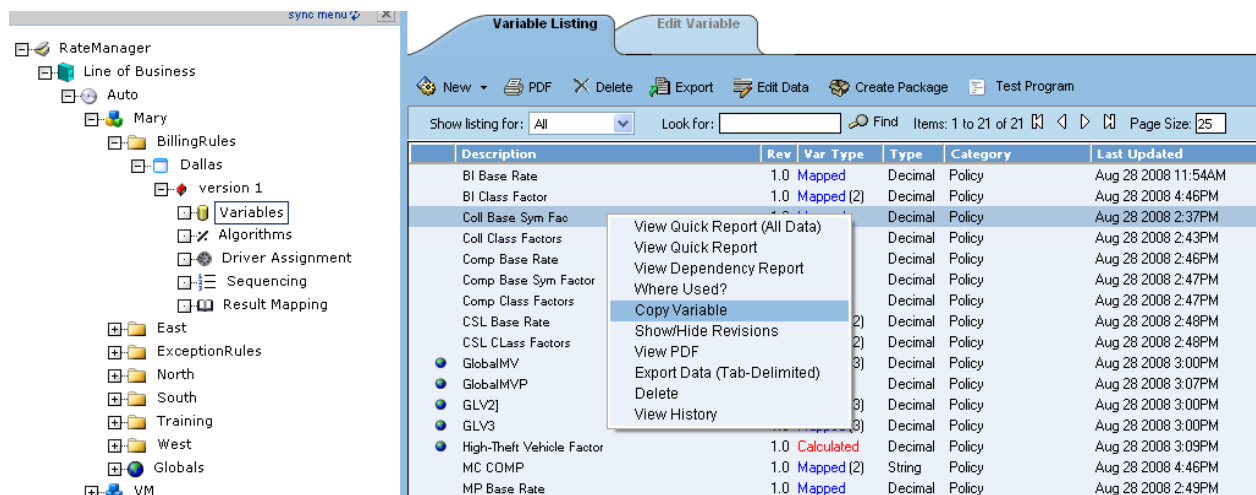 sync menu
RateManager
Line of Business
Auto
Mary
BillingRules
Dallas
version 1
Variables
Algorithms
Driver Assignment
Sequencing
Result Mapping
East
ExceptionRules
North
South
Training
West
Globals
VM
Variable Listing Edit Variable
New PDF Delete Export Edit Data Create Package Test Program
Show listing for: All Look for: Find Items: 1 to 21 of 21 Page Size: 25
Description Rev Var Type Type Category Last Updated
BI Base Rate 1.0 Mapped Decimal Policy Aug 28 2008 11:54AM
BI Class Factor 1.0 Mapped (2) Decimal Policy Aug 28 2008 4:46PM
Coll Base Sym Fac Decimal Policy Aug 28 2008 2:37PM
Coll Class Factors Decimal Policy Aug 28 2008 2:43PM
Comp Base Rate Decimal Policy Aug 28 2008 2:46PM
Comp Base Sym Factor Decimal Policy Aug 28 2008 2:47PM
Comp Class Factors Decimal Policy Aug 28 2008 2:47PM
CSL Base Rate 2) Decimal Policy Aug 28 2008 2:48PM
CSL CLass Factors 2) Decimal Policy Aug 28 2008 2:48PM
GlobalMV 3) Decimal Policy Aug 28 2008 3:00PM
GlobalMVP Decimal Policy Aug 28 2008 3:07PM
GLV2] 3) Decimal Policy Aug 28 2008 3:00PM
GLV3 (3) Decimal Policy Aug 28 2008 3:00PM
High-Theft Vehicle Factor 1.0 Calculated Decimal Policy Aug 28 2008 3:09PM
MC COMP 1.0 Mapped (2) String Policy Aug 28 2008 4:46PM
MP Base Rate 1.0 Mapped Decimal Policy Aug 28 2008 2:49PM
View Quick Report (All Data)
View Quick Report
View Dependency Report
Where Used?
Copy Variable
Show/Hide Revisions
View PDF
Export Data (Tab-Delimited)
Delete
View History